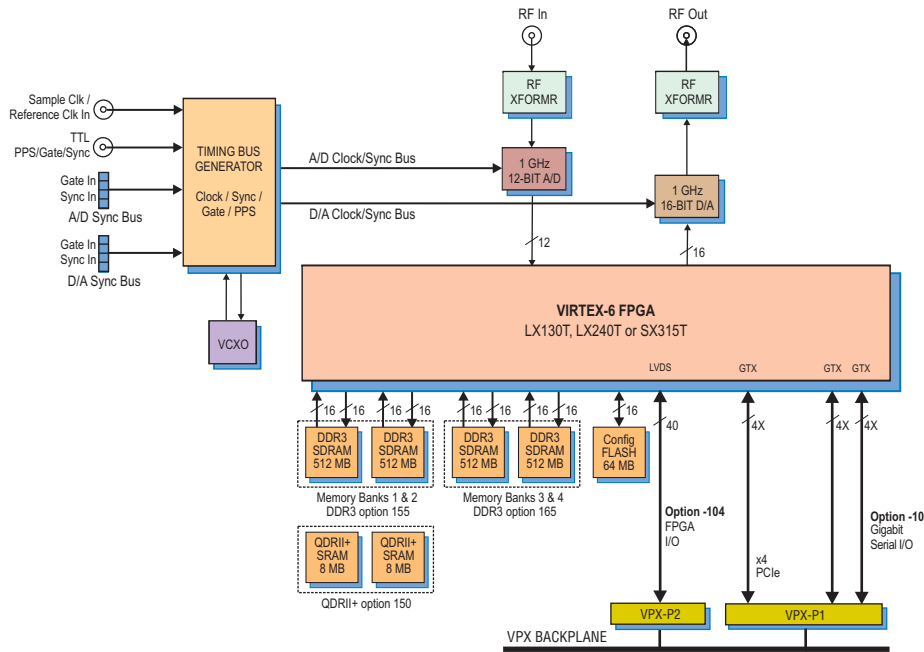 RF In
RF Out
Sample Clk /
Reference Clk In
TTL
PPS/Gate/Sync
Gate In
Sync In
A/D Sync Bus
Gate In
Sync In
D/A Sync Bus
TIMING BUS
GENERATOR
Clock / Sync /
Gate / PPS
VCXO
A/D Clock/Sync Bus
D/A Clock/Sync Bus
RF
XFORMR
RF
XFORMR
1 GHz
12-BIT A/D
1 GHz
16-BIT D/A
12
16
VIRTEX-6 FPGA
LX130T, LX240T or SX315T
LVDS
GTX
GTX
GTX
16
16
16
16
16
16
16
16
16
40
4X
4X
4X
DDR3
SDRAM
512 MB
DDR3
SDRAM
512 MB
DDR3
SDRAM
512 MB
DDR3
SDRAM
512 MB
Config
FLASH
64 MB
Memory Banks 1 & 2
DDR3 option 155
Memory Banks 3 & 4
DDR3 option 165
QDRII+
SRAM
8 MB
QDRII+
SRAM
8 MB
QDRII+ option 150
Option -104
FPGA
I/O
x4
PCIe
Option -10
Gigabit
Serial I/O
VPX-P2
VPX-P1
VPX BACKPLANE